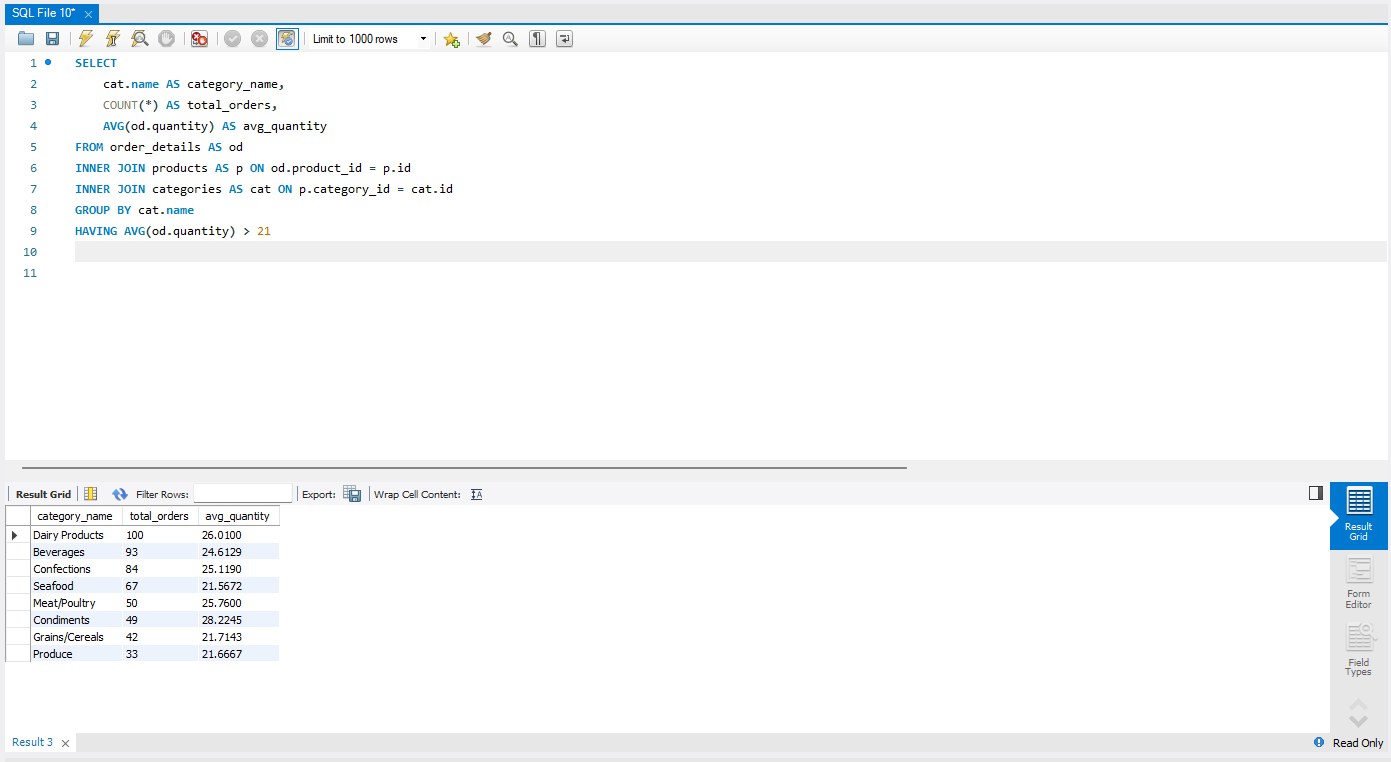 SQL File 10*
Limit to 1000 rows
1 SELECT
2 cat.name AS category_name,
3 COUNT(*) AS total_orders,
4 AVG(od.quantity) AS avg_quantity
5 FROM order_details AS od
6 INNER JOIN products AS p ON od.product_id = p.id
7 INNER JOIN categories AS cat ON p.category_id = cat.id
8 GROUP BY cat.name
9 HAVING AVG(od.quantity) > 21
10
11
Result Grid Filter Rows: Export: Wrap Cell Content: IA
category_name total_orders avg_quantity
Dairy Products 100 26.0100
Beverages 93 24.6129
Confections 84 25.1190
Seafood 67 21.5672
Meat/Poultry 50 25.7600
Condiments 49 28.2245
Grains/Cereals 42 21.7143
Produce 33 21.6667
Result
Grid
Form
Editor
Field
Types
Result 3
Read Only